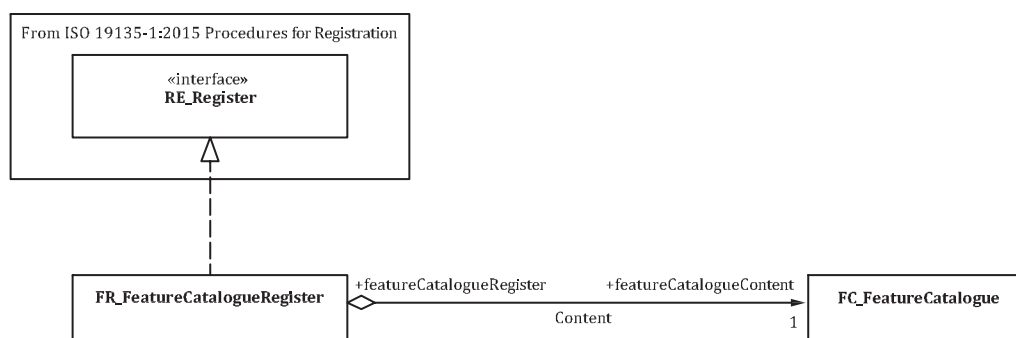 From ISO 19135-1:2015 Procedures for Registration
«interface»
RE_Register
FR_FeatureCatalogueRegister
+featureCatalogueRegister
+featureCatalogueContent
Content
1
FC_FeatureCatalogue